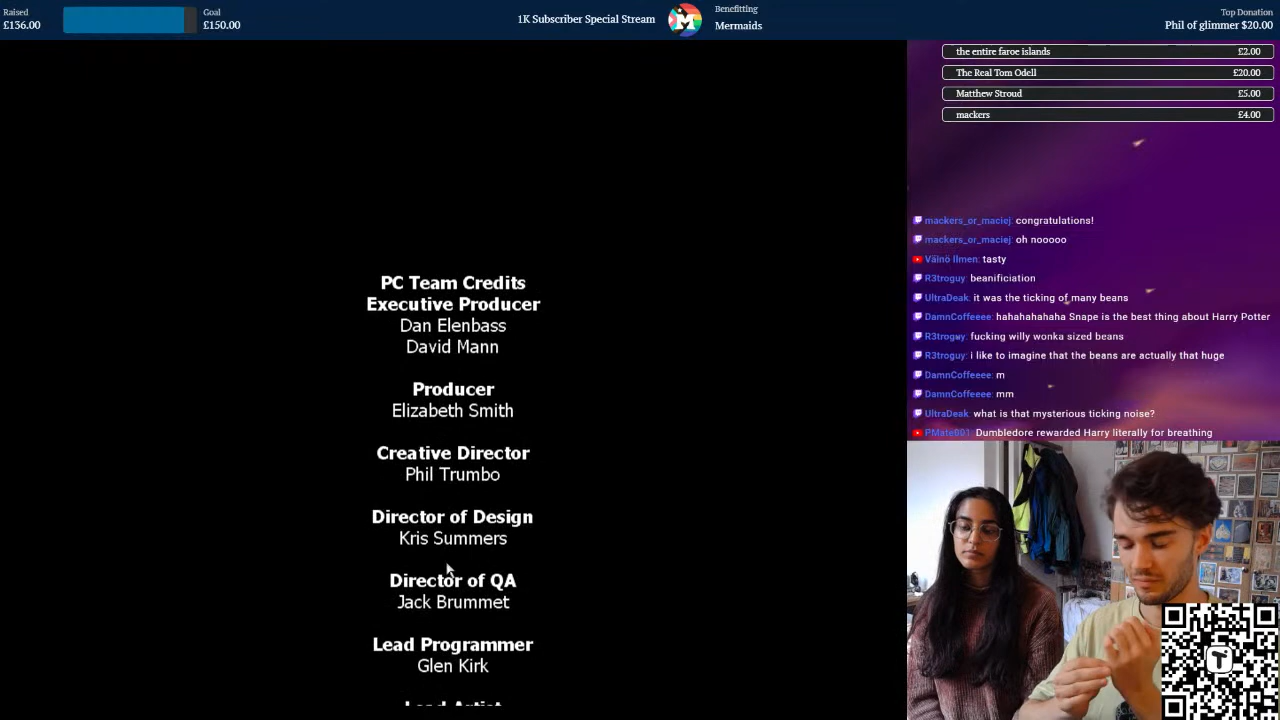 Raised
£136.00
Goal
£150.00
1K Subscriber Special Stream
M
Benefitting
Mermaids
Top Donation
Phil of glimmer $20.00
the entire faroe islands £2.00
The Real Tom Odell £20.00
Matthew Stroud £5.00
mackers £4.00
mackers_or_maciej: congratulations!
mackers_or_maciej: oh nooooo
Välnö Ilmen: tasty
R3troguy: beanificiation
UltraDeak: it was the ticking of many beans
DamnCoffeeee: hahahahahaha Snape is the best thing about Harry Potter
R3troguy: fucking willy wonka sized beans
R3troguy: i like to imagine that the beans are actually that huge
DamnCoffeeee: m
DamnCoffeeee: mm
UltraDeak: what is that mysterious ticking noise?
PMate001: Dumbledore rewarded Harry literally for breathing
PC Team Credits
Executive Producer
Dan Elenbass
David Mann
Producer
Elizabeth Smith
Creative Director
Phil Trumbo
Director of Design
Kris Summers
Director of QA
Jack Brummet
Lead Programmer
Glen Kirk
Lead Artist
T